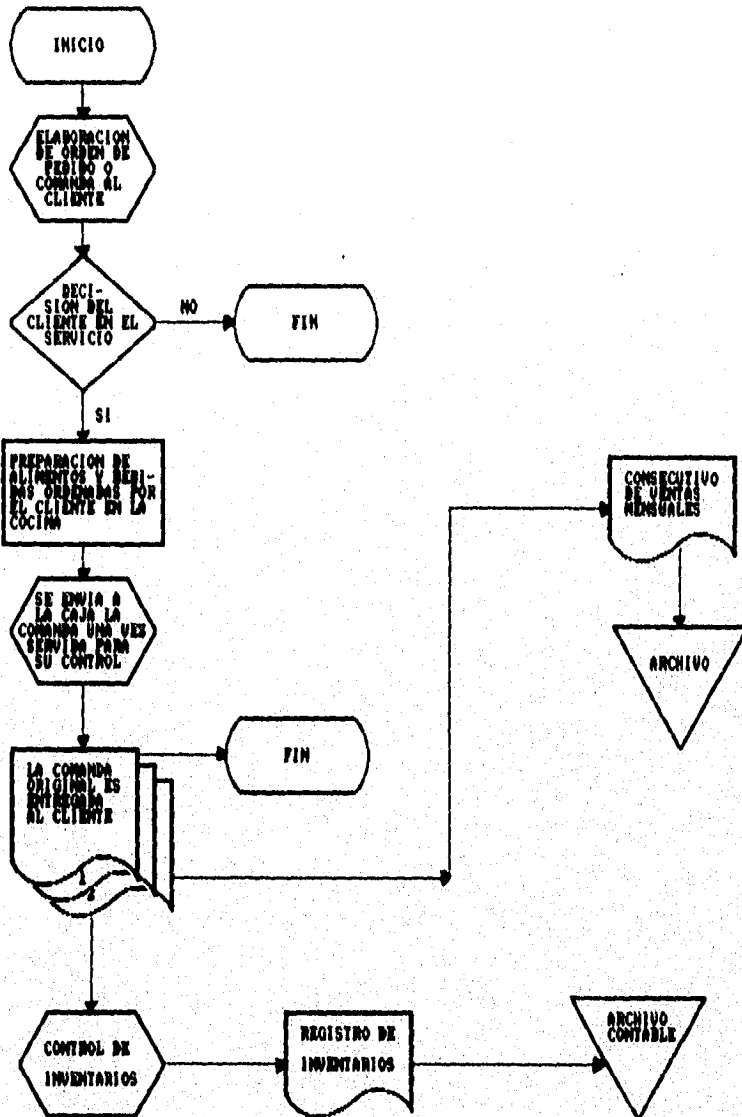 INICIO
ELABORACION
DE ORDEN DE
PEDIDO O
COMANDA AL
CLIENTE
DECI-
SION DEL
CLIENTE EN EL
SERVICIO
NO
FIN
SI
PREPARACION DE
ALIMENTOS Y BEBI-
DAS ORDENADAS POR
EL CLIENTE EN LA
COCINA
CONSECUTIVO
DE VENTAS
MENSUALES
SE ENVIA A
LA CAJA LA
COMANDA UNA VEZ
SERVIDA PARA
SU CONTROL
ARCHIVO
FIN
LA COMANDA
ORIGINAL ES
ENTREGADA
AL CLIENTE
1
2
CONTROL DE
INVENTARIOS
REGISTRO DE
INVENTARIOS
ARCHIVO
CONTABLE